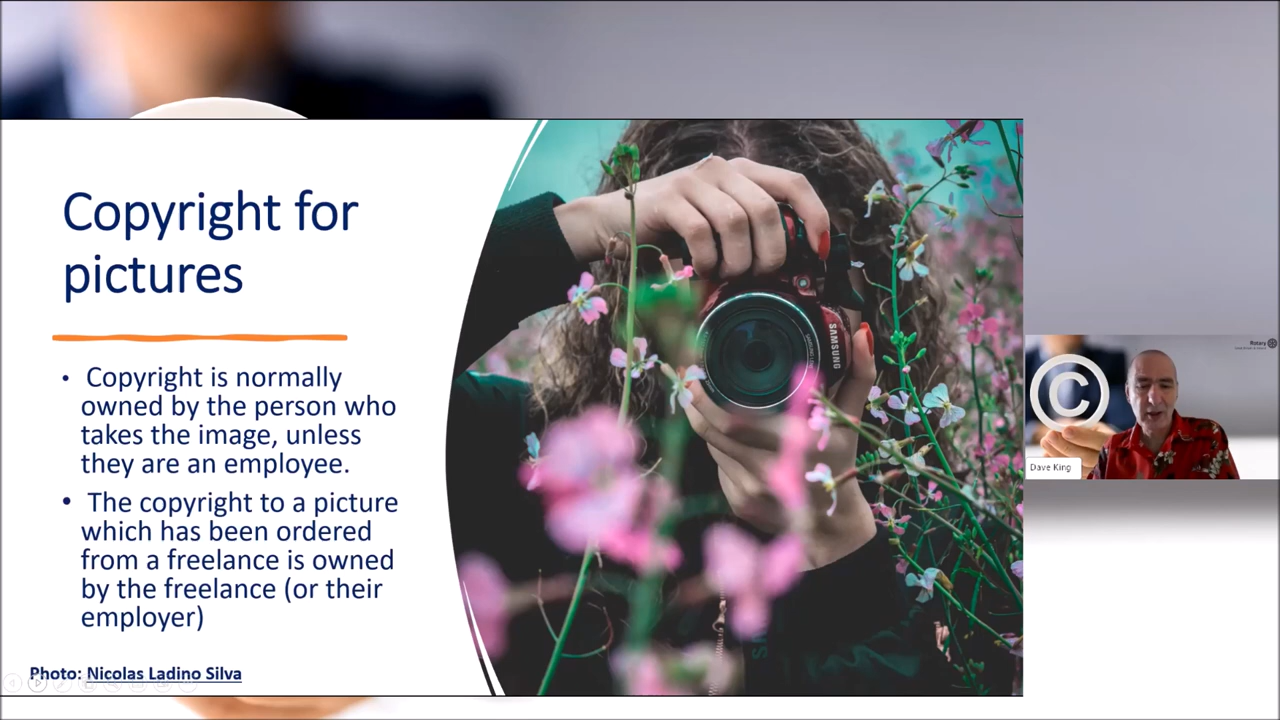 Copyright for
pictures
• Copyright is normally
owned by the person who
takes the image, unless
they are an employee.
• The copyright to a picture
which has been ordered
from a freelance is owned
by the freelance (or their
employer)
Photo: Nicolas Ladino Silva
SAMSUNG
Rotary
©
Dave King